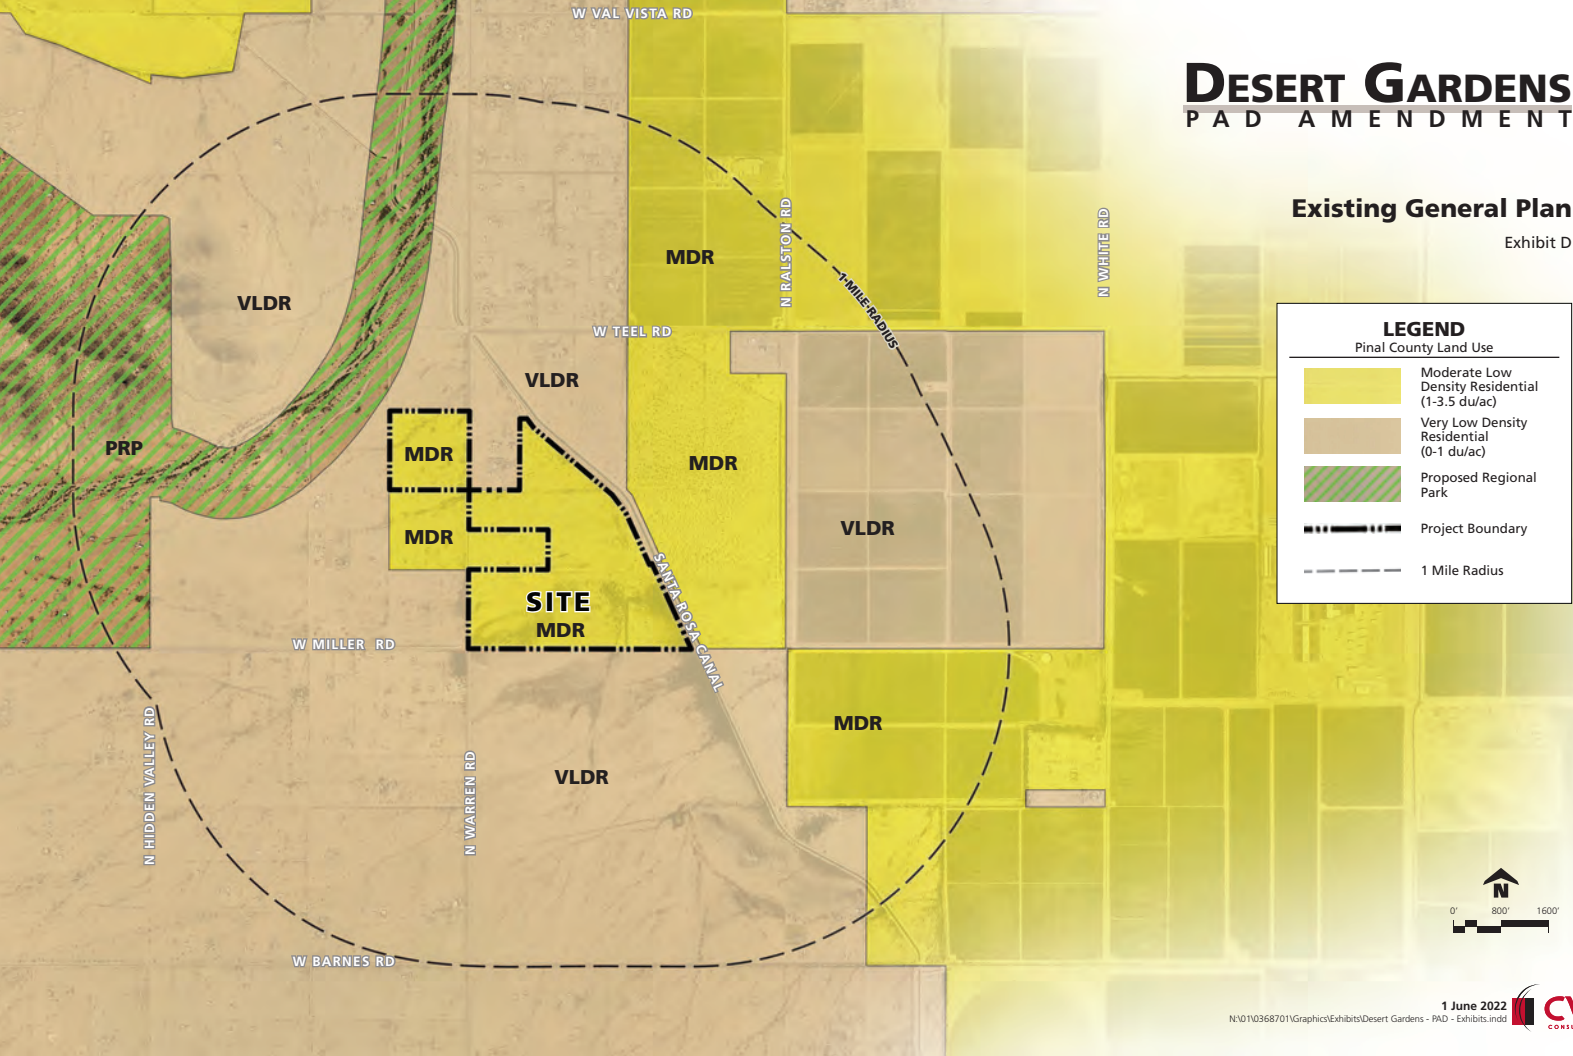 W VAL VISTA RD
DESERT GARDENS
PAD AMENDMENT
Existing General Plan
Exhibit D
N RALSTON RD
N WHITE RD
MDR
1-MILE-RADIUS
VLDR
W TEEL RD
VLDR
LEGEND
Pinal County Land Use
Moderate Low
Density Residential
(1-3.5 du/ac)
Very Low Density
Residential
(0-1 du/ac)
Proposed Regional
Park
Project Boundary
1 Mile Radius
PRP
MDR
MDR
MDR
VLDR
SITE
MDR
SANTA ROSA CANAL
W MILLER RD
MDR
VLDR
N HIDDEN VALLEY RD
N WARREN RD
W BARNES RD
N
0' 800' 1600'
1 June 2022
N:\01\0368701\Graphics\Exhibits\Desert Gardens - PAD - Exhibits.indd